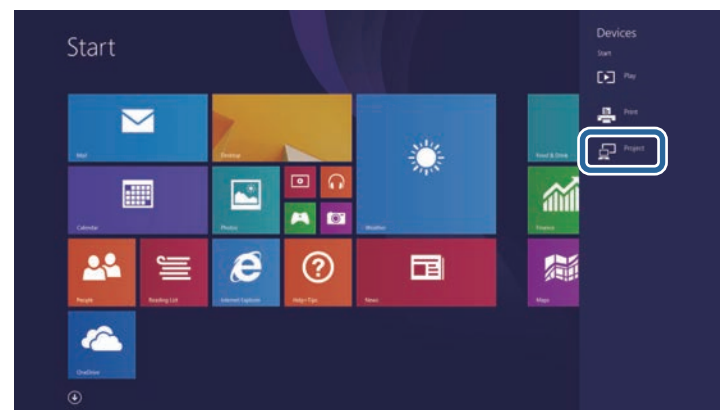 Start
Mail
Desktop
Weather
Food & Drink
Calendar
Photos
Finance
People
Reading List
Internet Explorer
Help+Tips
News
Maps
OneDrive
Devices
Start
Play
Print
Project